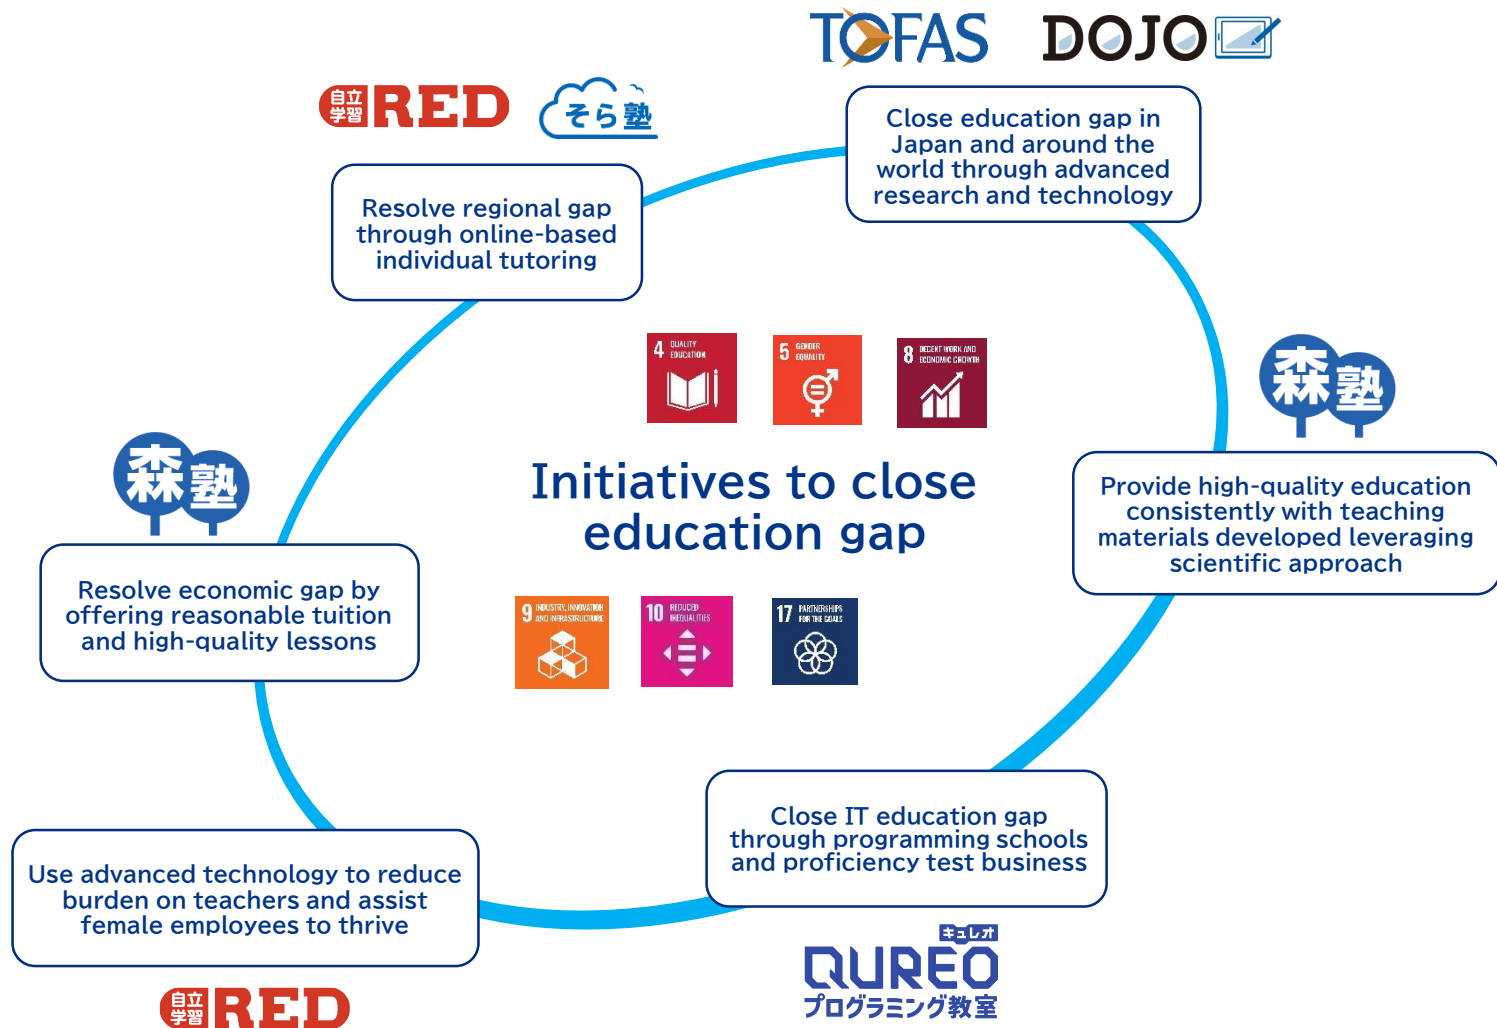 TOFAS
DOJO
自立
学習
RED
そら塾
Close education gap in
Japan and around the
world through advanced
research and technology
Resolve regional gap
through online-based
individual tutoring
4 QUALITY
EDUCATION
5 GENDER
EQUALITY
8 DECENT WORK AND
ECONOMIC GROWTH
森塾
Initiatives to close
education gap
森塾
Provide high-quality education
consistently with teaching
materials developed leveraging
scientific approach
Resolve economic gap by
offering reasonable tuition
and high-quality lessons
9 INDUSTRY, INNOVATION
AND INFRASTRUCTURE
10 REDUCED
INEQUALITIES
17 PARTNERSHIPS
FOR THE GOALS
Close IT education gap
through programming schools
and proficiency test business
Use advanced technology to reduce
burden on teachers and assist
female employees to thrive
キュレオ
QUREO
プログラミング教室
自立
学習
RED